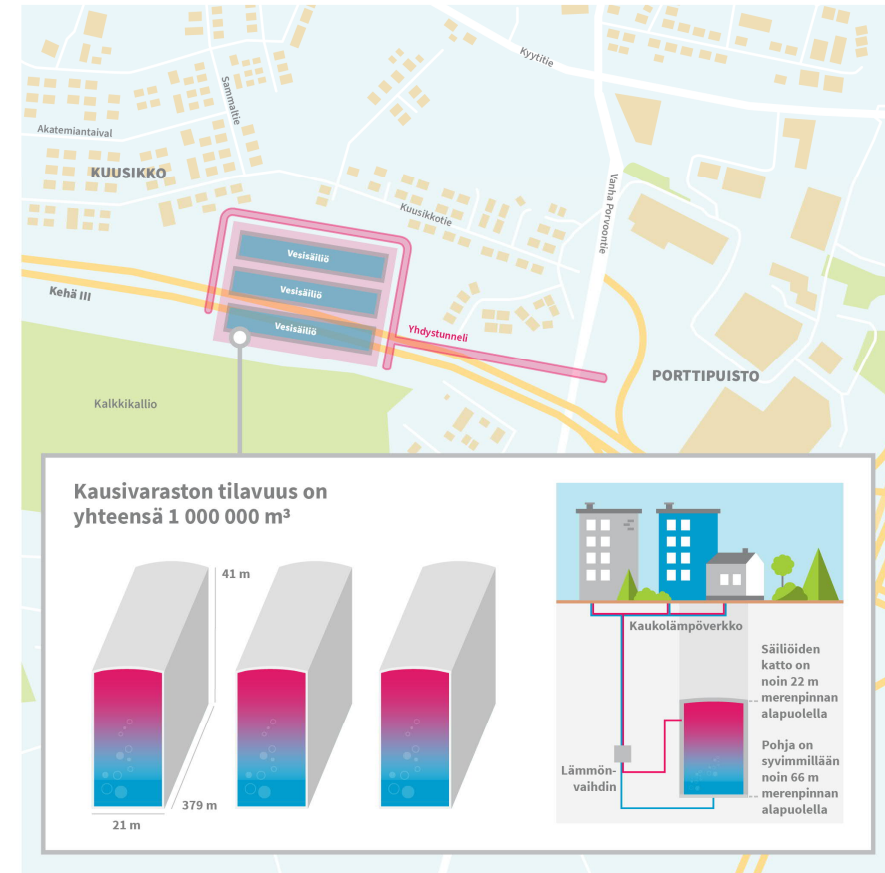 Kyytitie
Sammaltie
Akatemiantaival
KUUSIKKO
Vanha Porvoontie
Kuusikkotie
Vesisäiliö
Vesisäiliö
Vesisäiliö
Kehä III
Yhdystunneli
PORTTIPUISTO
Kalkkikallio
Kausivaraston tilavuus on
yhteensä 1 000 000 m³
41 m
379 m
21 m
Kaukolämpöverkko
Säiliöiden
katto on
noin 22 m
merenpinnan
alapuolella
Pohja on
syvimmillään
noin 66 m
merenpinnan
alapuolella
Lämmön-
vaihdin